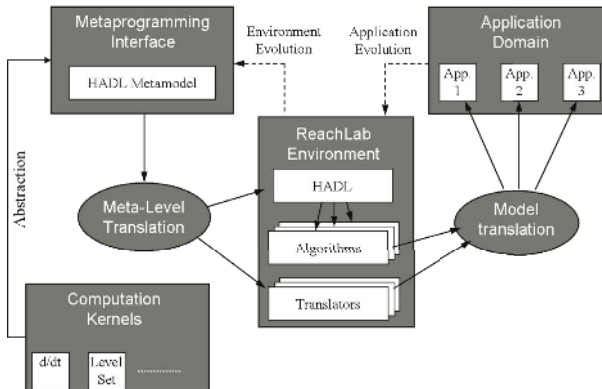 Metaprogramming
Interface
HADL Metamodel
Environment
Evolution
Application
Evolution
Application
Domain
App.
1
App.
2
App.
3
Abstraction
ReachLab
Environment
HADL
Algorithms
Translators
Meta-Level
Translation
Model
translation
Computation
Kernels
d/dt
Level
Set
..............